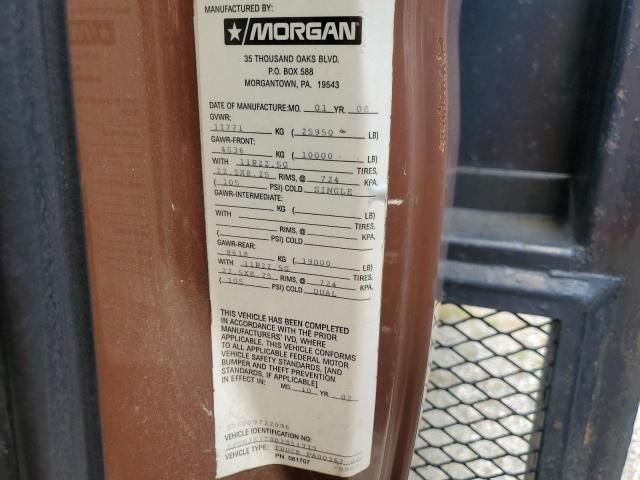 MANUFACTURED BY:
MORGAN
35 THOUSAND OAKS BLVD.
P.O. BOX 588
MORGANTOWN, PA. 19543
DATE OF MANUFACTURE: MO. 01 YR. 08
GVWR:
11771 KG ( 25950 LB)
GAWR-FRONT:
4536 KG ( 10000 LB)
WITH 11R22.5G TIRES,
22.5X8.25 RIMS, @ 724 KPA,
( 105 PSI) COLD SINGLE
GAWR-INTERMEDIATE:
KG ( LB)
WITH TIRES,
RIMS, @ KPA,
( PSI) COLD
GAWR-REAR:
8618 KG ( 19000 LB)
WITH 11R22.5G TIRES,
22.5X8.25 RIMS, @ 724 KPA,
( 105 PSI) COLD DUAL
THIS VEHICLE HAS BEEN COMPLETED
IN ACCORDANCE WITH THE PRIOR
MANUFACTURERS' IVD, WHERE
APPLICABLE. THIS VEHICLE CONFORMS
TO ALL APPLICABLE FEDERAL MOTOR
VEHICLE SAFETY STANDARDS, [AND
BUMPER AND THEFT PREVENTION
STANDARDS, IF APPLICABLE]
IN EFFECT IN: MO. 10 YR. 07
VEHICLE IDENTIFICATION NO:
VEHICLE TYPE: TRUCK
PN 081707